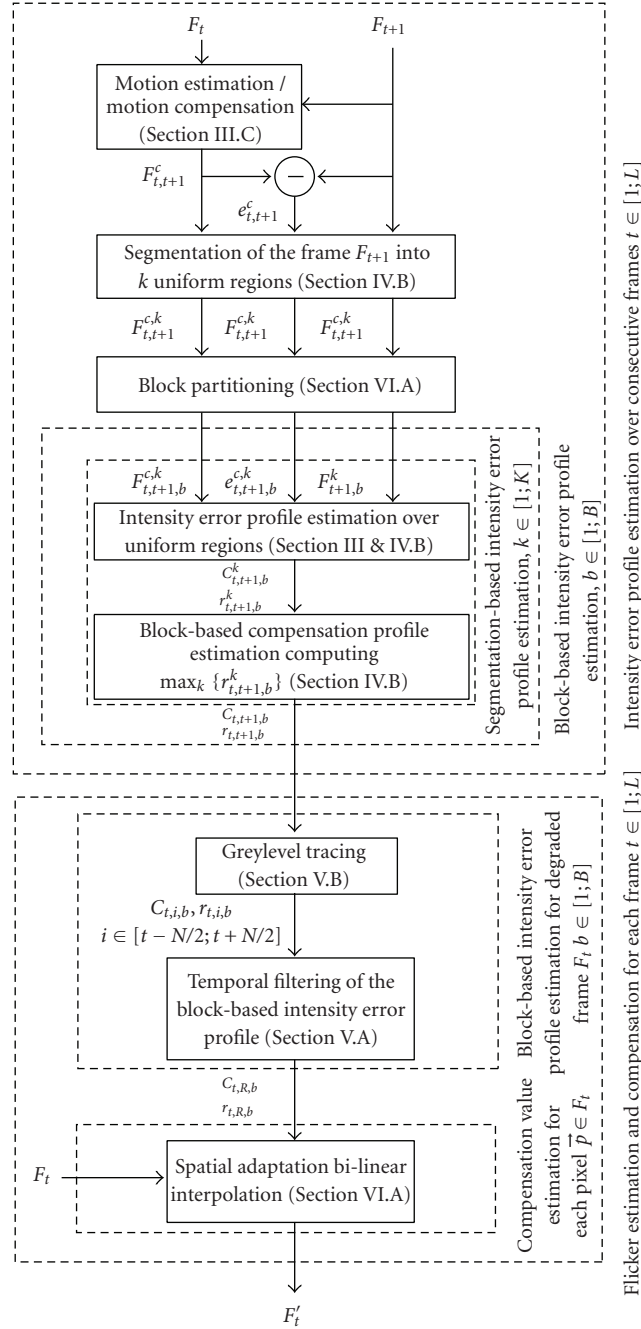 F_t
F_{t+1}
Motion estimation /
motion compensation
(Section III.C)
F^c_{t,t+1}
−
e^c_{t,t+1}
Segmentation of the frame F_{t+1} into
k uniform regions (Section IV.B)
F^{c,k}_{t,t+1} F^{c,k}_{t,t+1} F^{c,k}_{t,t+1}
Block partitioning (Section VI.A)
F^{c,k}_{t,t+1,b} e^{c,k}_{t,t+1,b} F^k_{t+1,b}
Intensity error profile estimation over
uniform regions (Section III & IV.B)
C^k_{t,t+1,b}
r^k_{t,t+1,b}
Block-based compensation profile
estimation computing
max_k {r^k_{t,t+1,b}} (Section IV.B)
C_{t,t+1,b}
r_{t,t+1,b}
Segmentation-based intensity error
profile estimation, k ∈ [1; K]
Block-based intensity error profile
estimation, b ∈ [1; B]
Intensity error profile estimation over consecutive frames t ∈ [1; L]
Greylevel tracing
(Section V.B)
C_{t,i,b}, r_{t,i,b}
i ∈ [t − N/2; t + N/2]
Temporal filtering of the
block-based intensity error
profile (Section V.A)
Block-based intensity error
profile estimation for degraded
frame F_t b ∈ [1; B]
C_{t,R,b}
r_{t,R,b}
F_t
Spatial adaptation bi-linear
interpolation (Section VI.A)
Compensation value
estimation for
each pixel \vec{p} ∈ F_t
Flicker estimation and compensation for each frame t ∈ [1; L]
F′_t